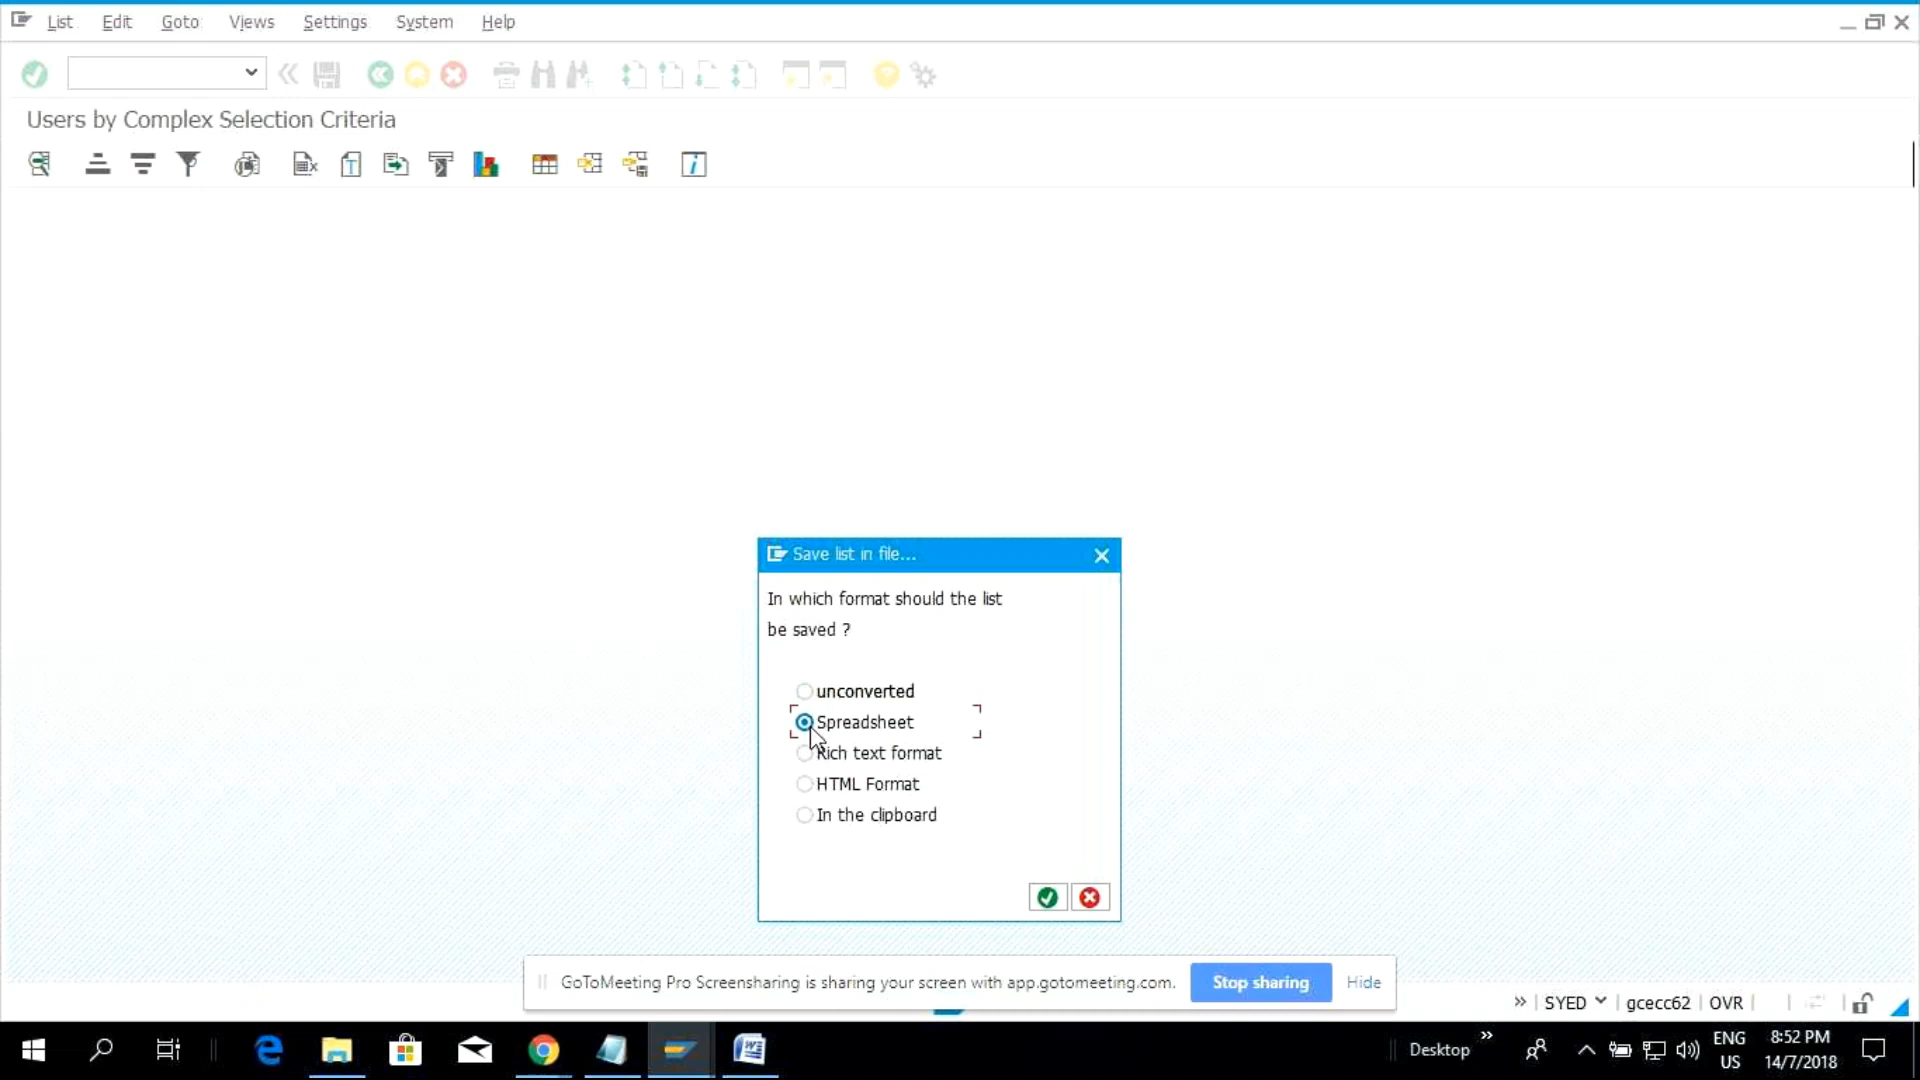 List Edit Goto Views Settings System Help
Users by Complex Selection Criteria
Save list in file...
In which format should the list
be saved ?
unconverted
Spreadsheet
Rich text format
HTML Format
In the clipboard
GoToMeeting Pro Screensharing is sharing your screen with app.gotomeeting.com. Stop sharing Hide
SYED gcecc62 OVR
Desktop
ENG 8:52 PM
US 14/7/2018